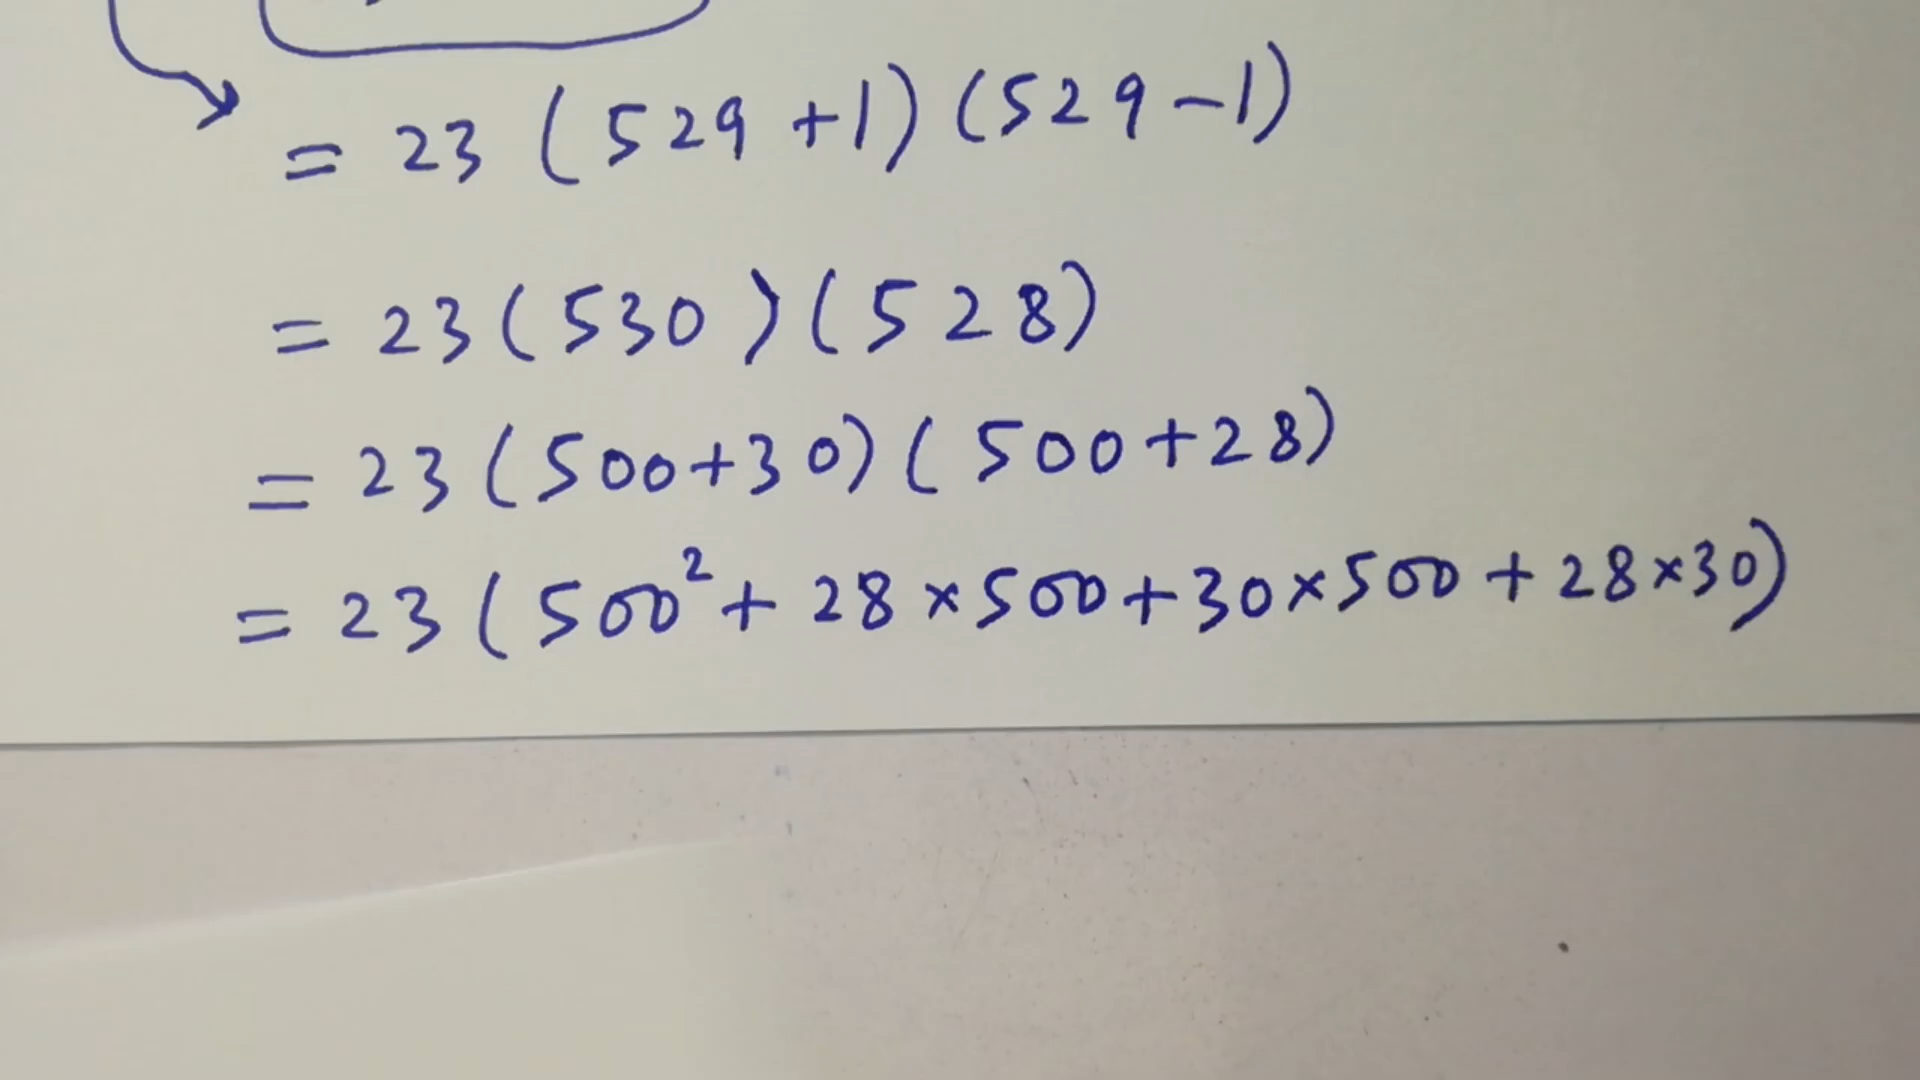 = 23 (529 +1) (529 -1)
= 23 (530) (528)
= 23 (500+30) (500+28)
= 23 (500² + 28 × 500 + 30 × 500 + 28 × 30)